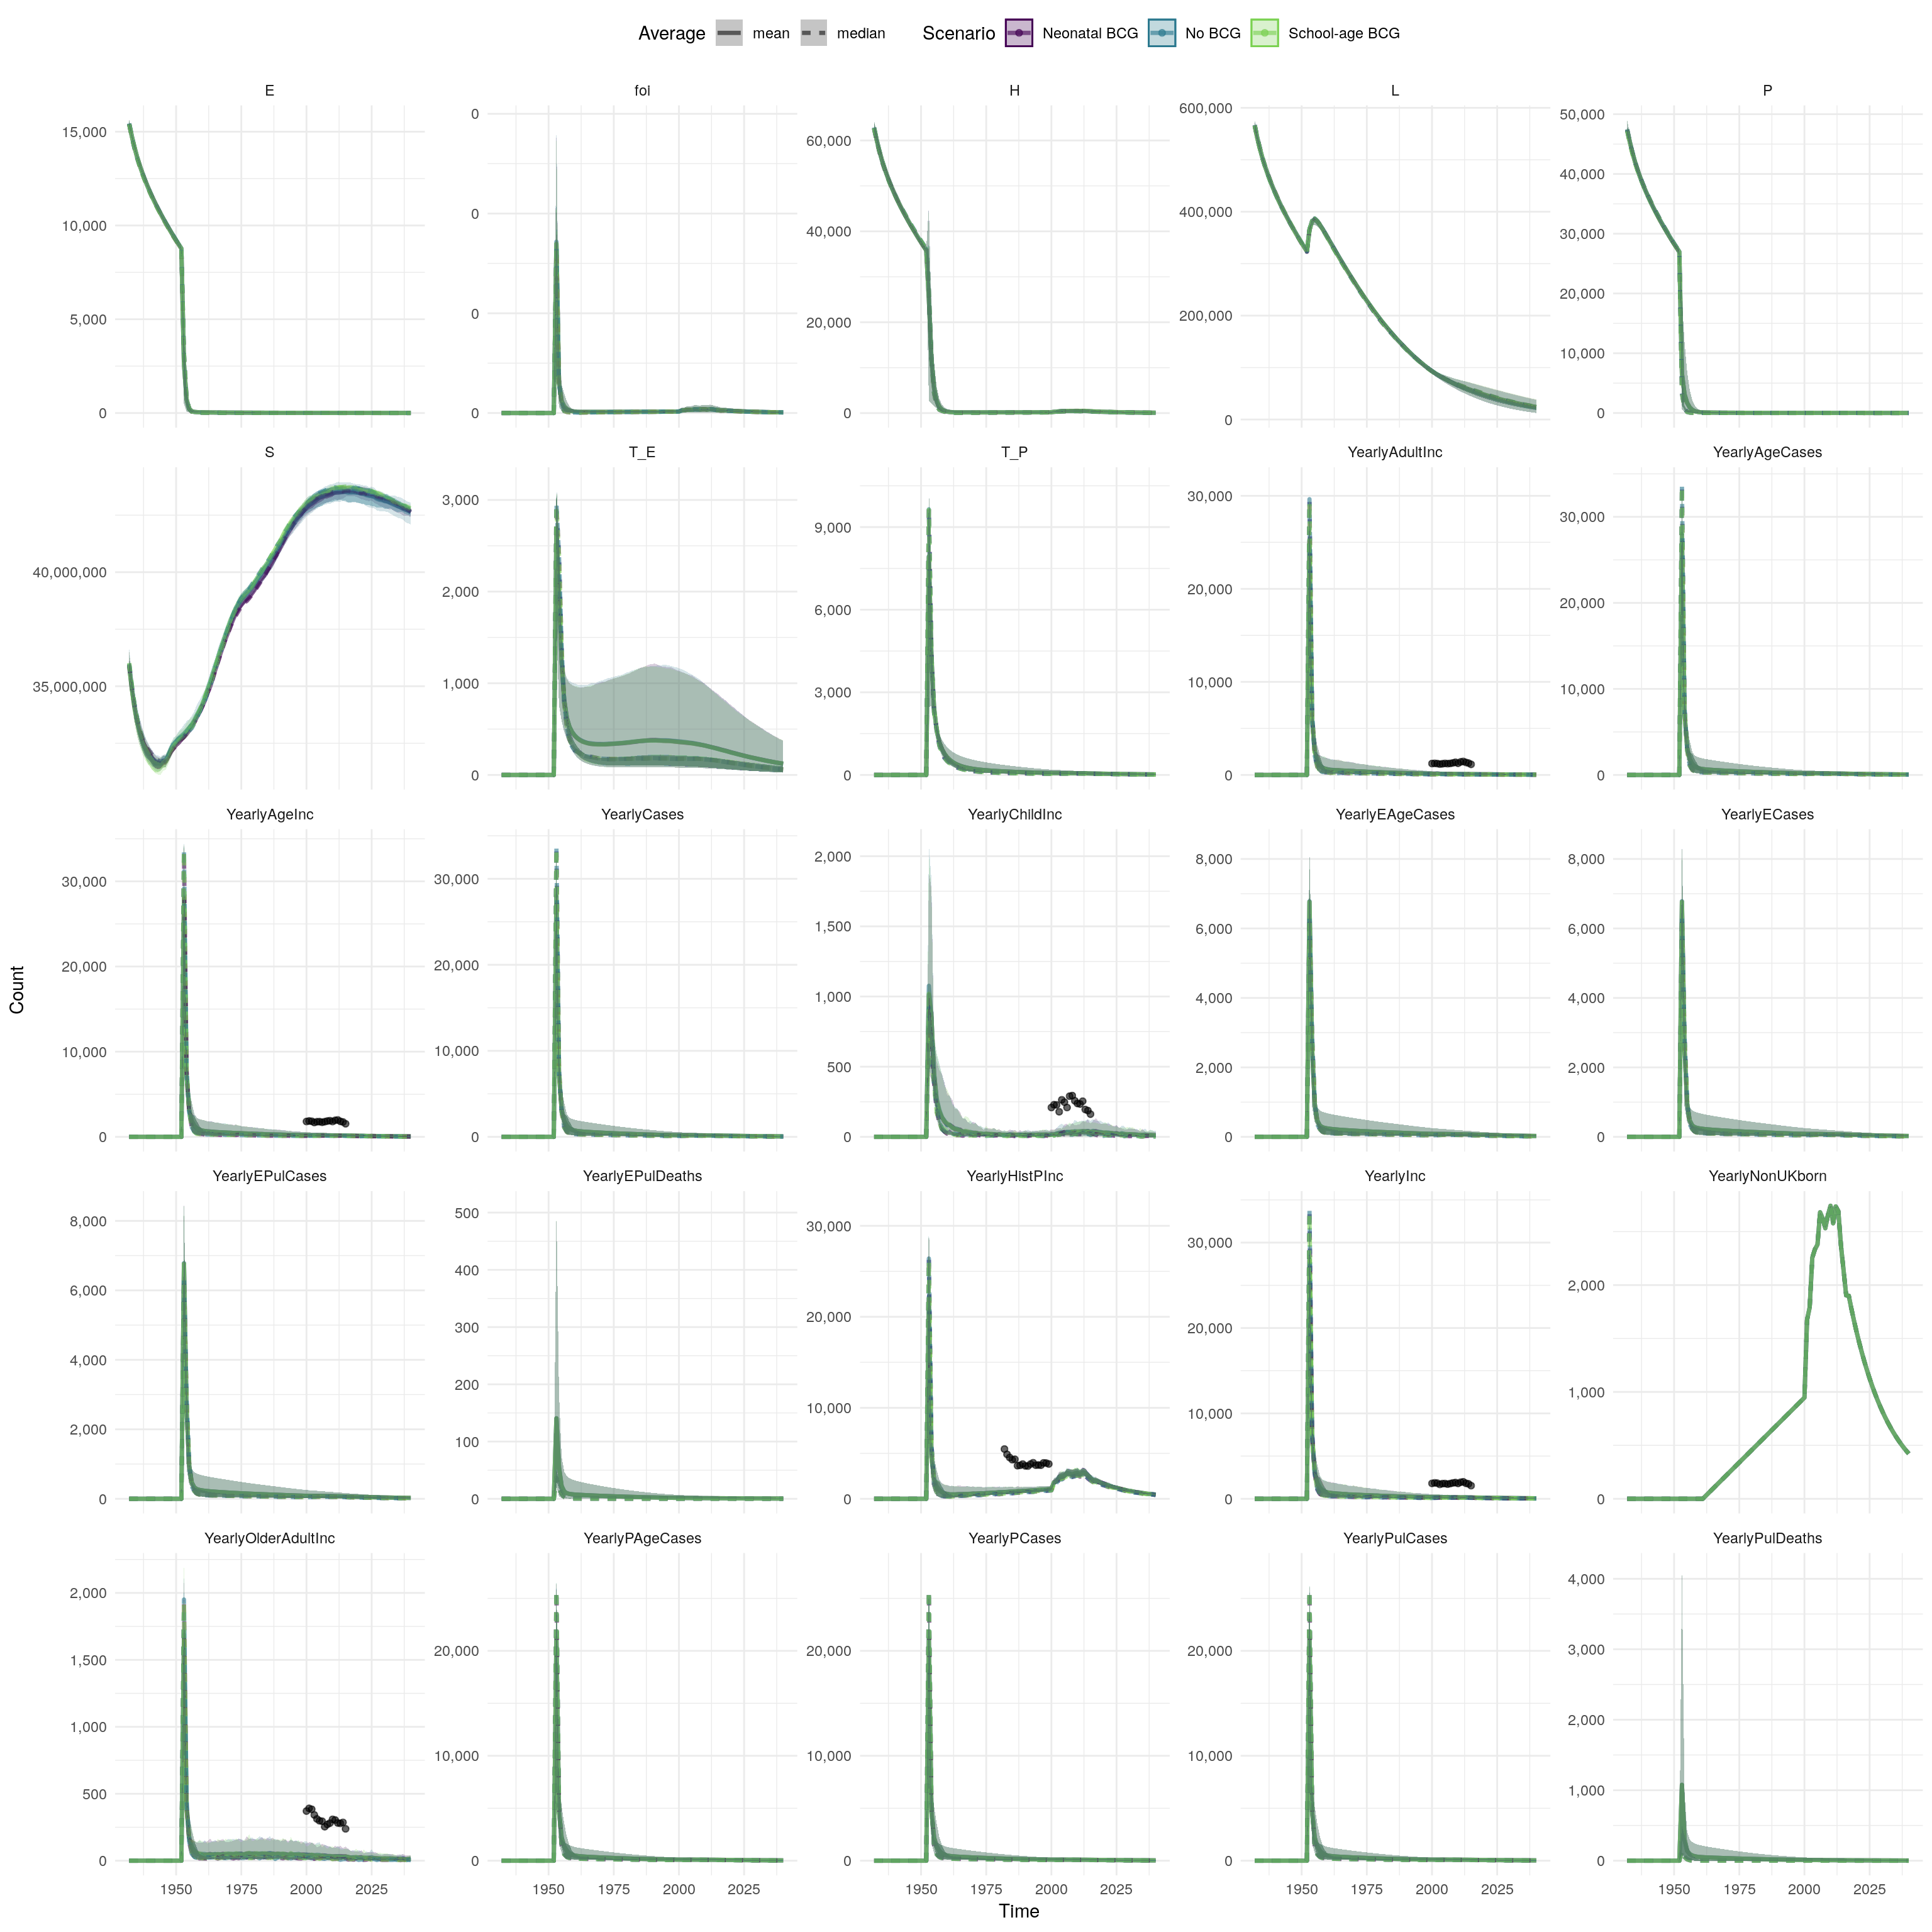 Average mean median Scenario Neonatal BCG No BCG School-age BCG
E foI H L P
15,000 10,000 5,000 0
0 0 0 0
60,000 40,000 20,000 0
600,000 400,000 200,000 0
50,000 40,000 30,000 20,000 10,000 0
S T_E T_P YearlyAdultInc YearlyAgeCases
40,000,000 35,000,000
3,000 2,000 1,000 0
9,000 6,000 3,000 0
30,000 20,000 10,000 0
30,000 20,000 10,000 0
YearlyAgeInc YearlyCases YearlyChildInc YearlyEAgeCases YearlyECases
30,000 20,000 10,000 0
30,000 20,000 10,000 0
2,000 1,500 1,000 500 0
8,000 6,000 4,000 2,000 0
8,000 6,000 4,000 2,000 0
Count
YearlyEPulCases YearlyEPulDeaths YearlyHistPInc YearlyInc YearlyNonUKborn
8,000 6,000 4,000 2,000 0
500 400 300 200 100 0
30,000 20,000 10,000 0
30,000 20,000 10,000 0
2,000 1,000 0
YearlyOlderAdultInc YearlyPAgeCases YearlyPCases YearlyPulCases YearlyPulDeaths
2,000 1,500 1,000 500 0
20,000 10,000 0
20,000 10,000 0
20,000 10,000 0
4,000 3,000 2,000 1,000 0
1950 1975 2000 2025 1950 1975 2000 2025 1950 1975 2000 2025 1950 1975 2000 2025 1950 1975 2000 2025
Time